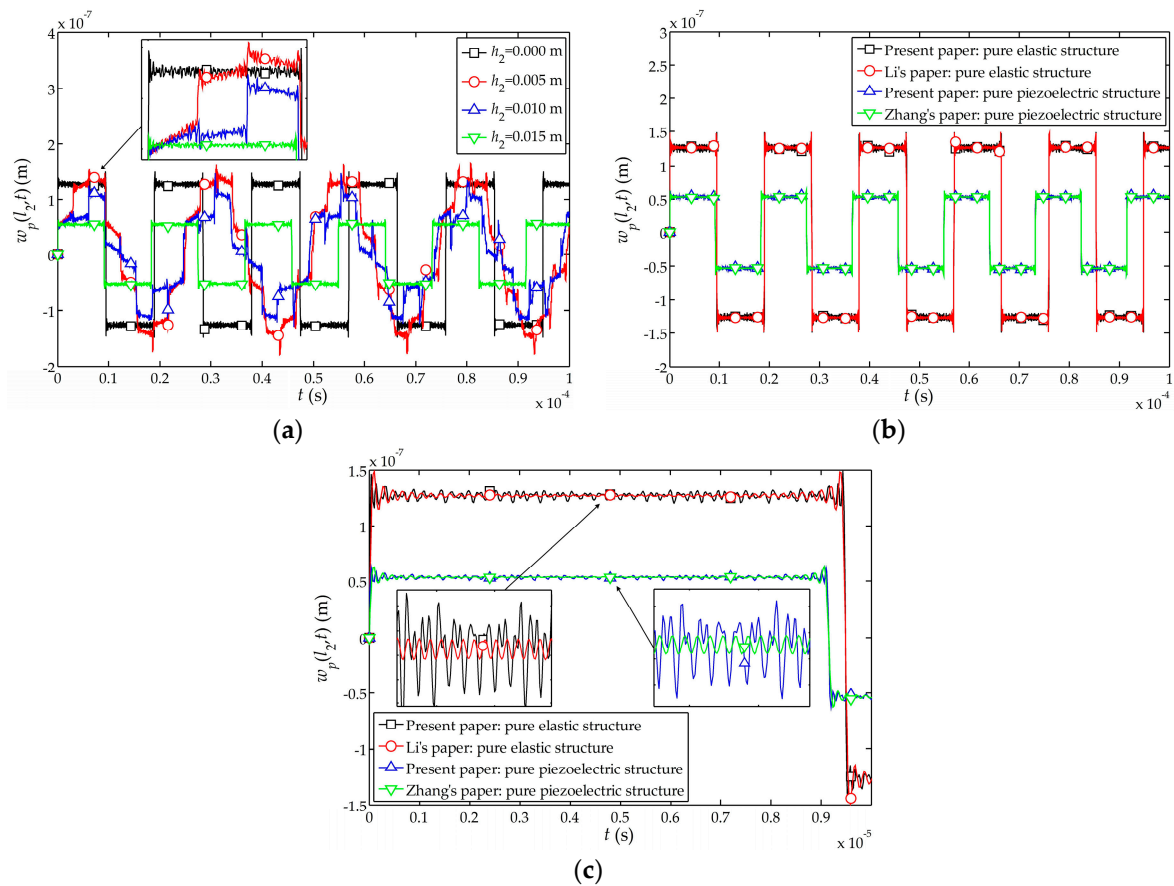 x 10⁻⁷
4
3
2
1
0
-1
-2
w_p(l₂,t) (m)
h₂=0.000 m
h₂=0.005 m
h₂=0.010 m
h₂=0.015 m
0 0.1 0.2 0.3 0.4 0.5 0.6 0.7 0.8 0.9 1
t (s)
x 10⁻⁴
(a)
x 10⁻⁷
3
2.5
2
1.5
1
0.5
0
-0.5
-1
-1.5
-2
w_p(l₂,t) (m)
Present paper: pure elastic structure
Li's paper: pure elastic structure
Present paper: pure piezoelectric structure
Zhang's paper: pure piezoelectric structure
0 0.1 0.2 0.3 0.4 0.5 0.6 0.7 0.8 0.9 1
t (s)
x 10⁻⁴
(b)
x 10⁻⁷
1.5
1
0.5
0
-0.5
-1
-1.5
w_p(l₂,t) (m)
Present paper: pure elastic structure
Li's paper: pure elastic structure
Present paper: pure piezoelectric structure
Zhang's paper: pure piezoelectric structure
0 0.1 0.2 0.3 0.4 0.5 0.6 0.7 0.8 0.9 1
t (s)
x 10⁻⁵
(c)